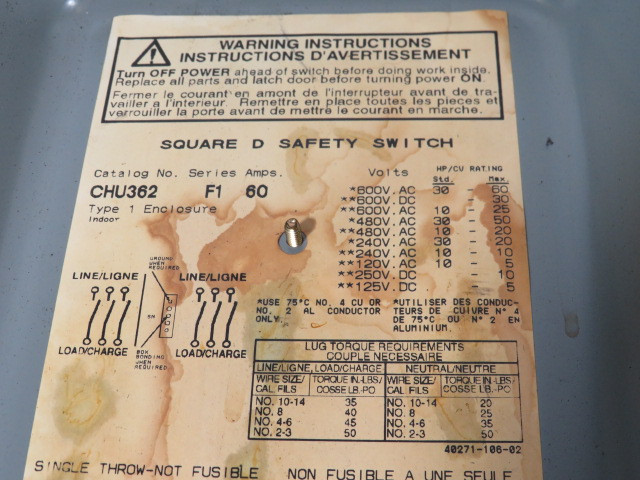 WARNING INSTRUCTIONS
INSTRUCTIONS D'AVERTISSEMENT
Turn OFF POWER ahead of switch before doing work inside.
Replace all parts and latch door before turning power ON.
Fermer le courant en amont de l'interrupteur avant de tra-
vailler a l'interieur. Remettre en place toutes les pieces et
verrouiller la porte avant de mettre le courant en marche.
SQUARE D SAFETY SWITCH
Catalog No. Series Amps.
CHU362 F1 60
Type 1 Enclosure
Indoor
Volts HP/CV RATING
Std. Max.
*600V. AC 30 - 60
**600V. DC - 30
**600V. AC 10 - 25
*480V. AC 30 - 50
**480V. AC 10 - 20
*240V. AC 30 - 20
**240V. AC 10 - 10
**120V. AC 10 - 5
**250V. DC - 10
**125V. DC - 5
GROUND
WHEN
REQUIRED
LINE/LIGNE
LINE/LIGNE
SN
LOAD/CHARGE
LOAD/CHARGE
BOX
BONDING
WHEN
REQUIRED
*USE 75°C NO. 4 CU OR
NO. 2 AL CONDUCTOR
ONLY.
*UTILISER DES CONDUC-
TEURS DE CUIVRE N° 4
DE 75°C OU N° 2 EN
ALUMINIUM.
LUG TORQUE REQUIREMENTS
COUPLE NECESSAIRE
LINE/LIGNE, LOAD/CHARGE NEUTRAL/NEUTRE
WIRE SIZE/ TORQUE IN.-LBS/ WIRE SIZE/ TORQUE IN.-LBS/
CAL FILS COSSE LB.-PO CAL. FILS COSSE LB.-PO
NO. 10-14 35 NO. 10-14 20
NO. 8 40 NO. 8 25
NO. 4-6 45 NO. 4-6 35
NO. 2-3 50 NO. 2-3 50
40271-106-02
SINGLE THROW-NOT FUSIBLE NON FUSIBLE A UNE SEULE